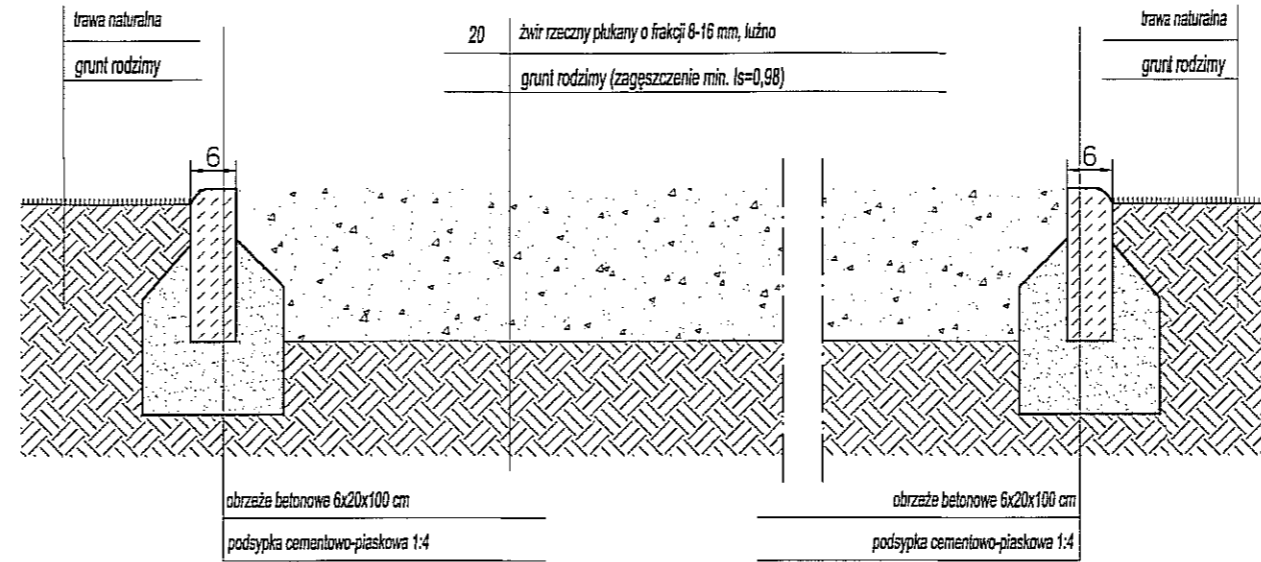 trawa naturalna
grunt rodzimy
20 żwir rzeczny płukany o frakcji 8-16 mm, luźno
grunt rodzimy (zagęszczenie min. Is=0,98)
trawa naturalna
grunt rodzimy
6
6
obrzeże betonowe 6x20x100 cm
podsypka cementowo-piaskowa 1:4
obrzeże betonowe 6x20x100 cm
podsypka cementowo-piaskowa 1:4